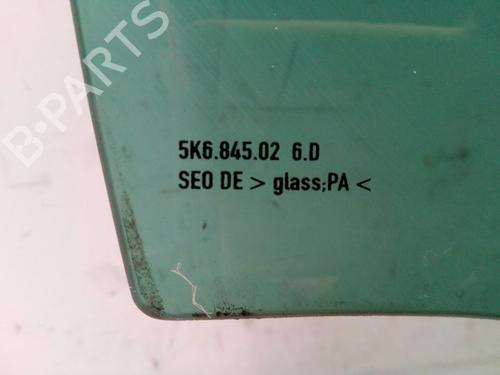 B-PARTS
5K6.845.02 6.D
SEO DE > glass;PA <